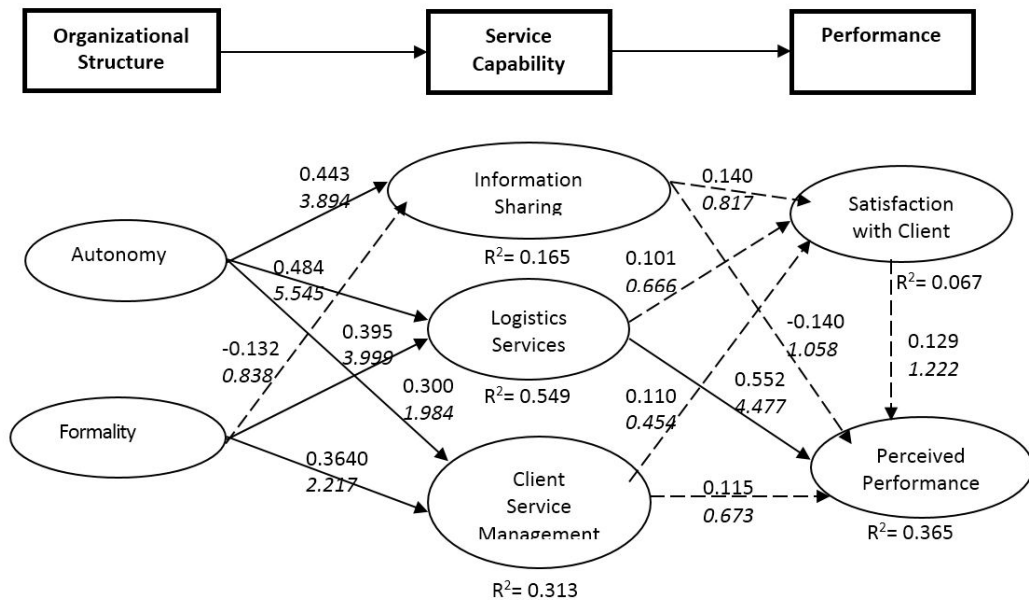 Organizational
Structure
Service
Capability
Performance
0.443
3.894
Information
Sharing
R²= 0.165
0.140
0.817
Satisfaction
with Client
R²= 0.067
Autonomy
0.484
5.545
Logistics
Services
R²= 0.549
0.101
0.666
-0.140
1.058
0.129
1.222
-0.132
0.838
0.395
3.999
0.300
1.984
0.110
0.454
0.552
4.477
Formality
0.3640
2.217
Client
Service
Management
R²= 0.313
0.115
0.673
Perceived
Performance
R²= 0.365